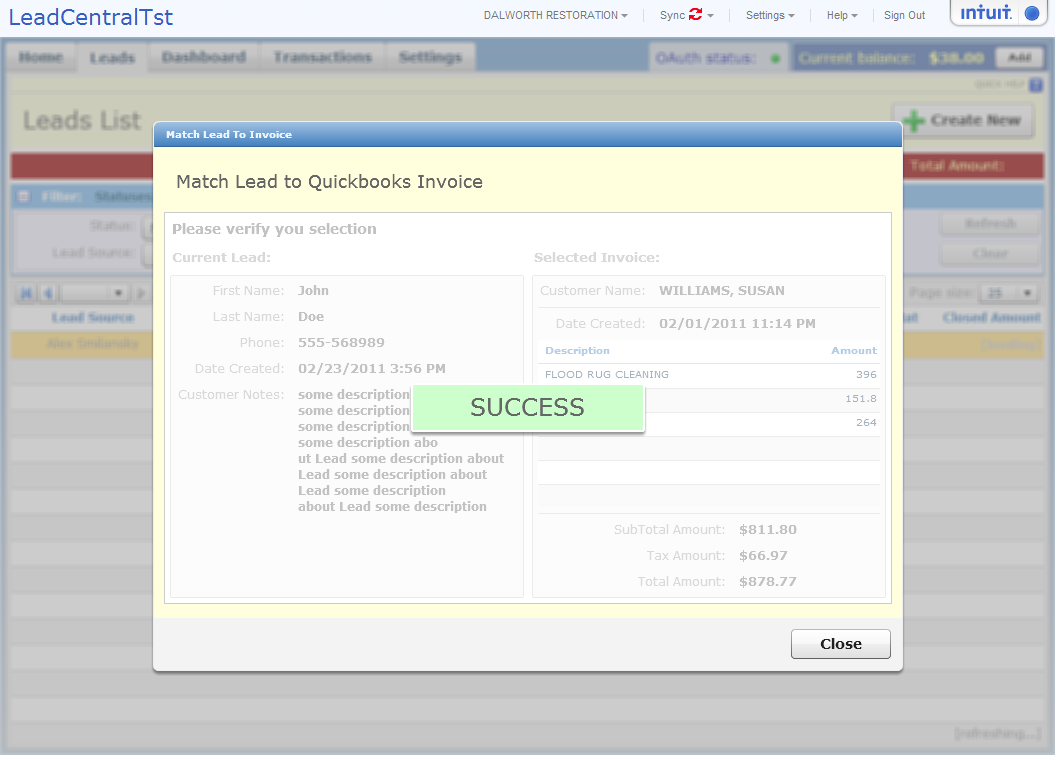 LeadCentralTst
DALWORTH RESTORATION Sync Settings Help Sign Out intuit.
Home Leads Dashboard Transactions Settings OAuth status: Current balance: $38.00 Add
QUICK HELP
Leads List Create New
Match Lead To Invoice
Total Amount:
Match Lead to Quickbooks Invoice
Filter: Statuses
Status: Refresh
Lead Source: Clear
Please verify you selection
Current Lead: Selected Invoice:
First Name: John
Last Name: Doe
Phone: 555-568989
Date Created: 02/23/2011 3:56 PM
Customer Notes: some description
some description
some description
some description abo
ut Lead some description about
Lead some description about
Lead some description
about Lead some description
Customer Name: WILLIAMS, SUSAN
Date Created: 02/01/2011 11:14 PM
Description Amount
FLOOD RUG CLEANING 396
151.8
264
SubTotal Amount: $811.80
Tax Amount: $66.97
Total Amount: $878.77
SUCCESS
Page size: 25
Lead Source Closed Amount
Alex Smilansky [loading]
Close
[refreshing...]